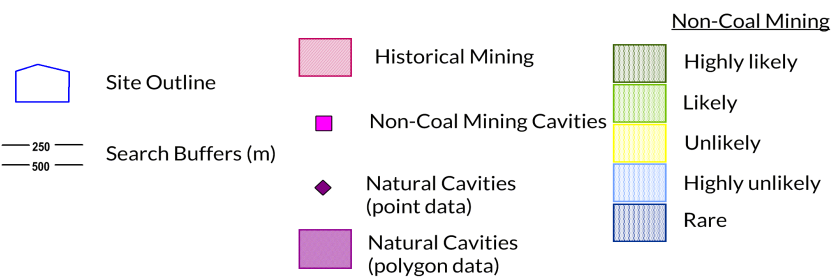 Non-Coal Mining
Site Outline
250
500
Search Buffers (m)
Historical Mining
Non-Coal Mining Cavities
Natural Cavities
(point data)
Natural Cavities
(polygon data)
Highly likely
Likely
Unlikely
Highly unlikely
Rare